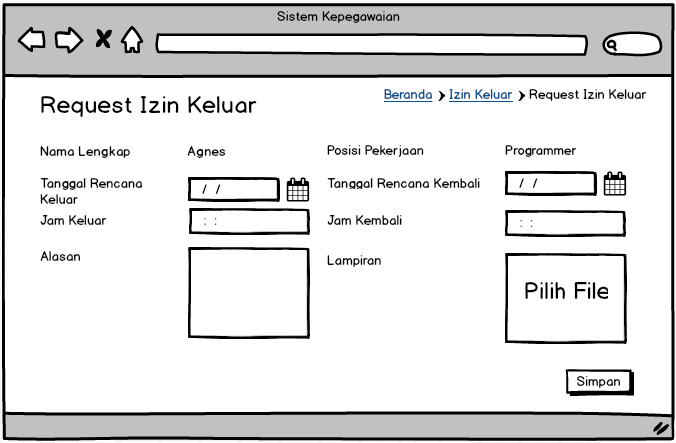 Sistem Kepegawaian
Beranda > Izin Keluar > Request Izin Keluar
Request Izin Keluar
Nama Lengkap Agnes Posisi Pekerjaan Programmer
Tanggal Rencana / / Tanggal Rencana Kembali / /
Keluar
Jam Keluar : : Jam Kembali : :
Alasan Lampiran
Pilih File
Simpan